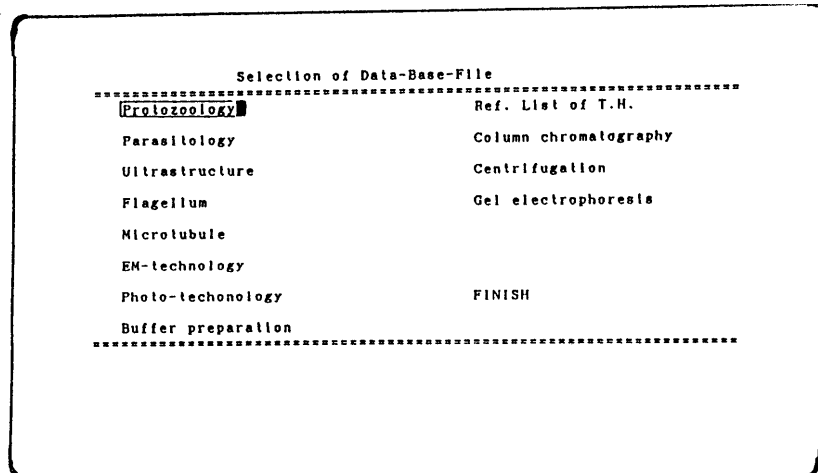 Selection of Data-Base-File
Protozoology Ref. List of T.H.
Parasitology Column chromatography
Ultrastructure Centrifugation
Flagellum Gel electrophoresis
Microtubule
EM-technology
Photo-techonology FINISH
Buffer preparation